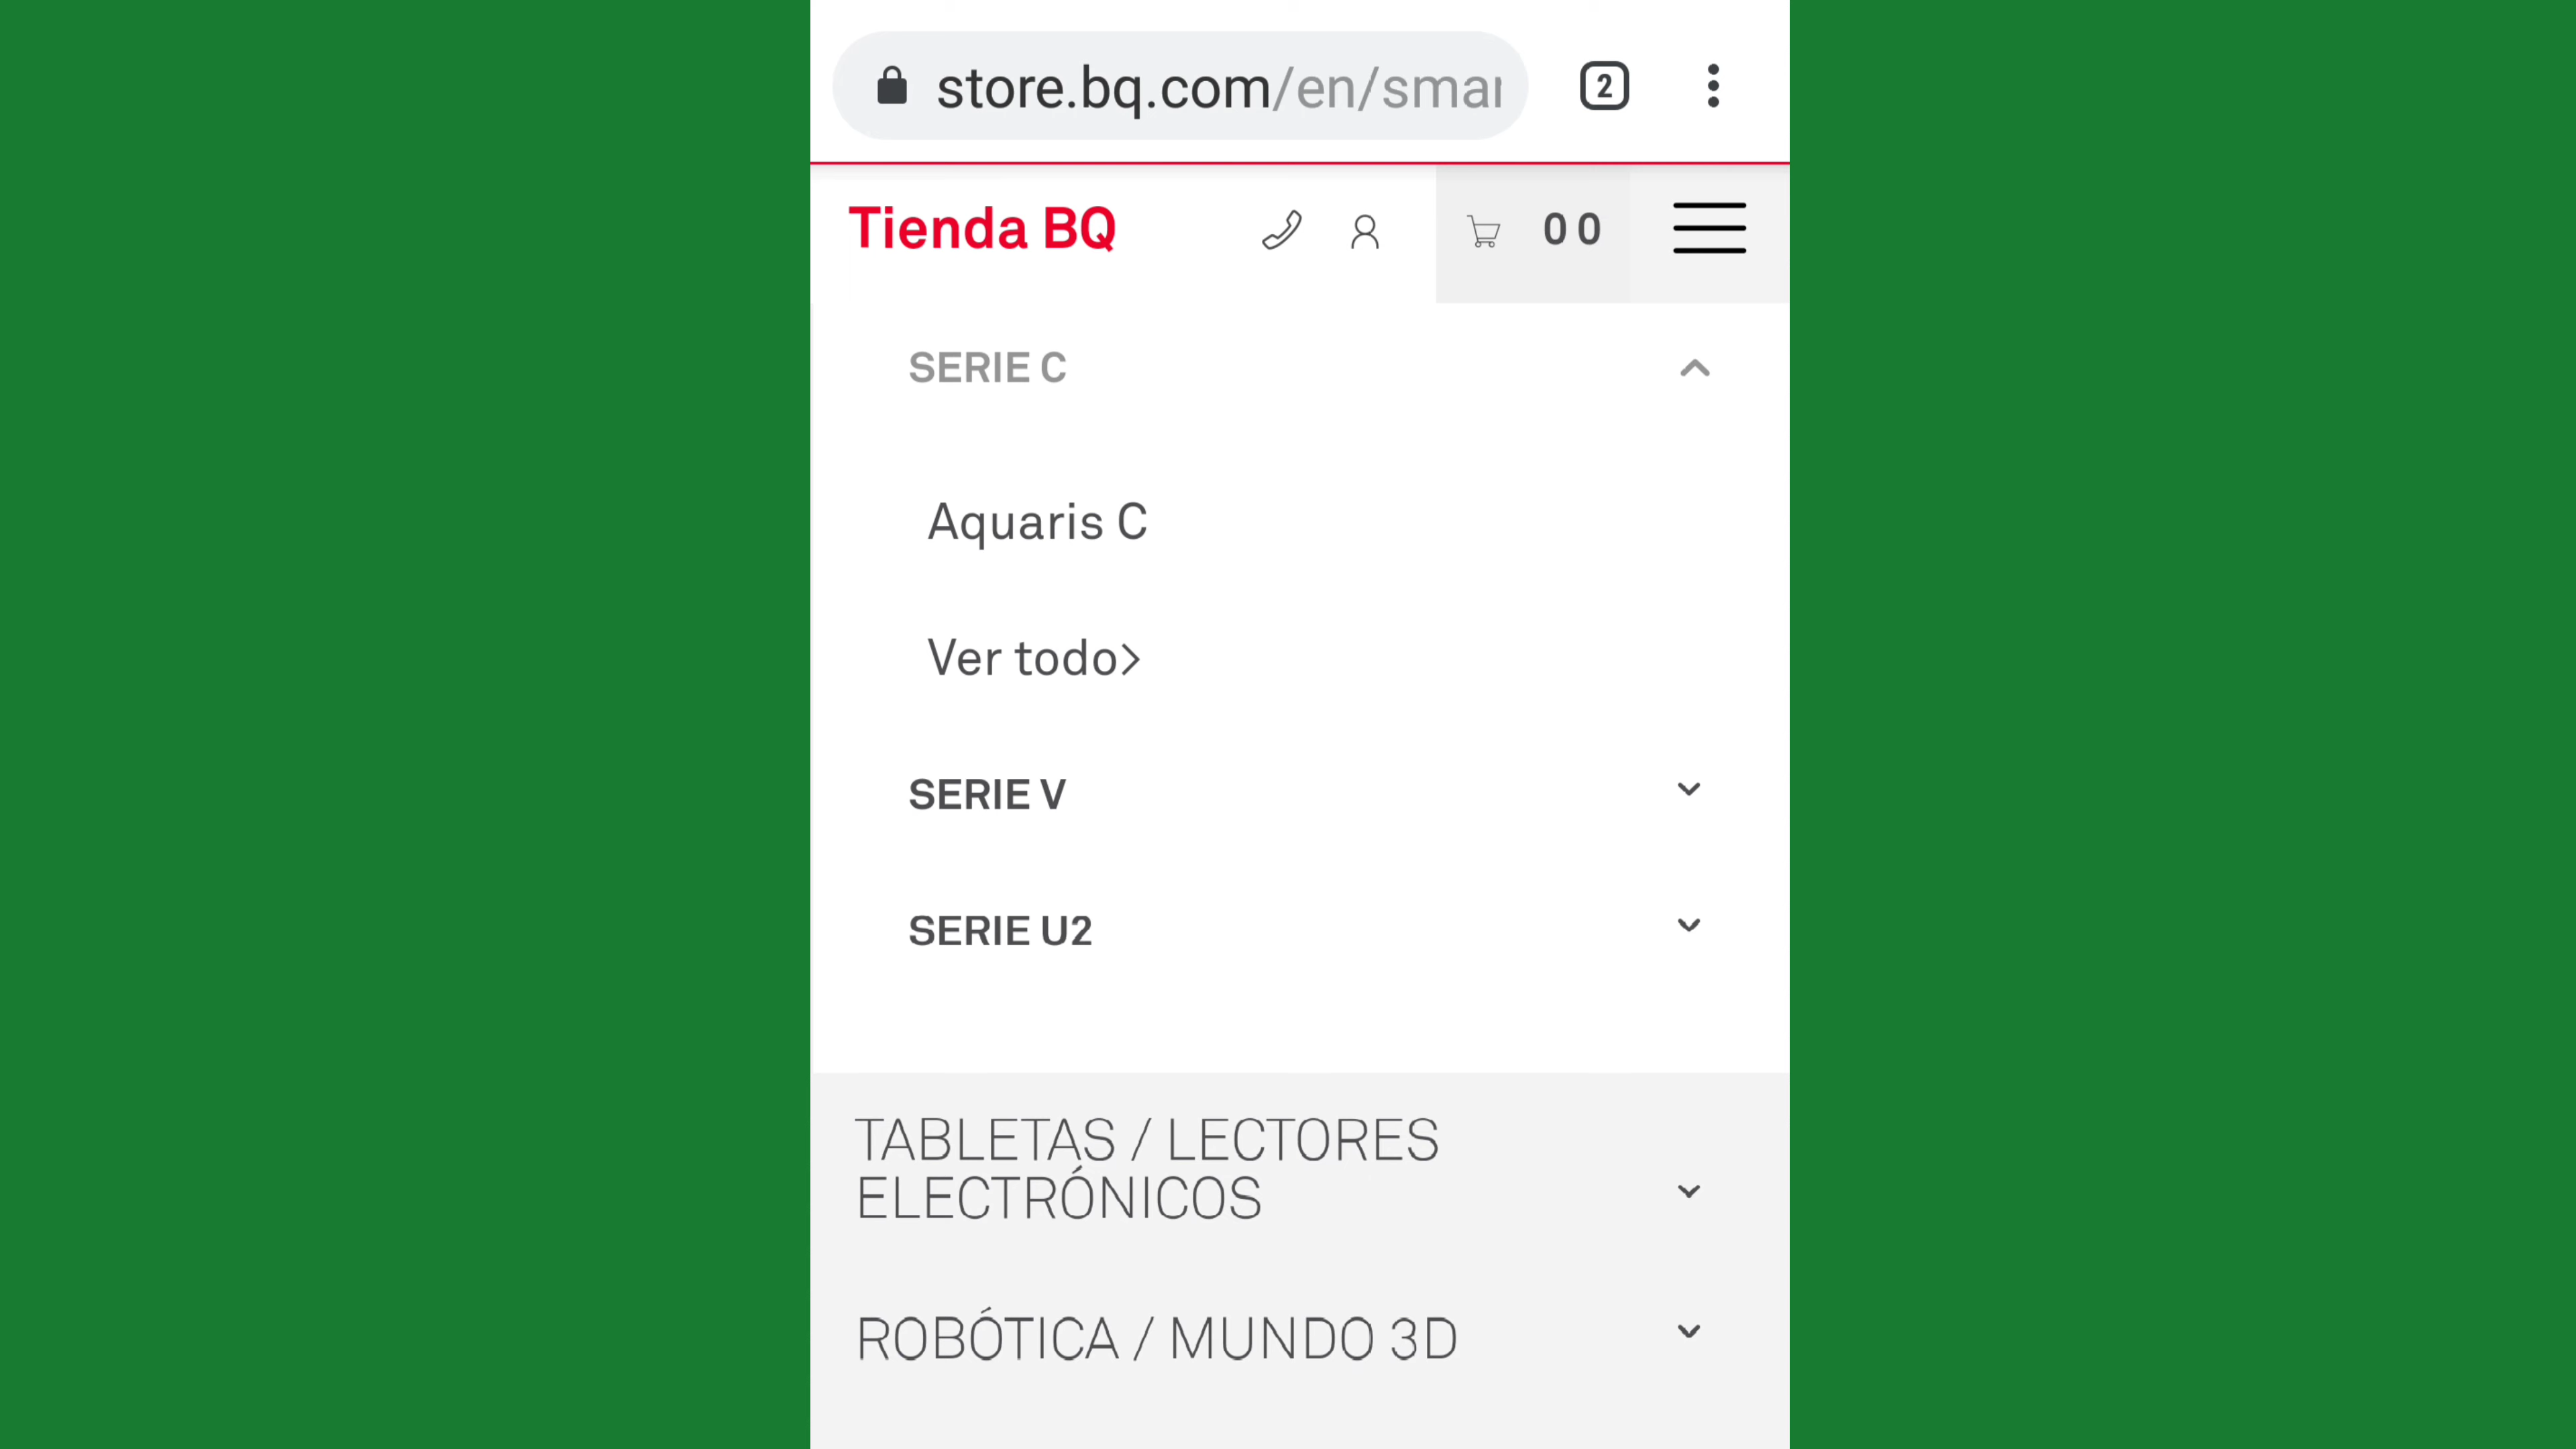 store.bq.com/en/smar
2
Tienda BQ
0 0
SERIE C
Aquaris C
Ver todo>
SERIE V
SERIE U2
TABLETAS / LECTORES
ELECTRÓNICOS
ROBÓTICA / MUNDO 3D